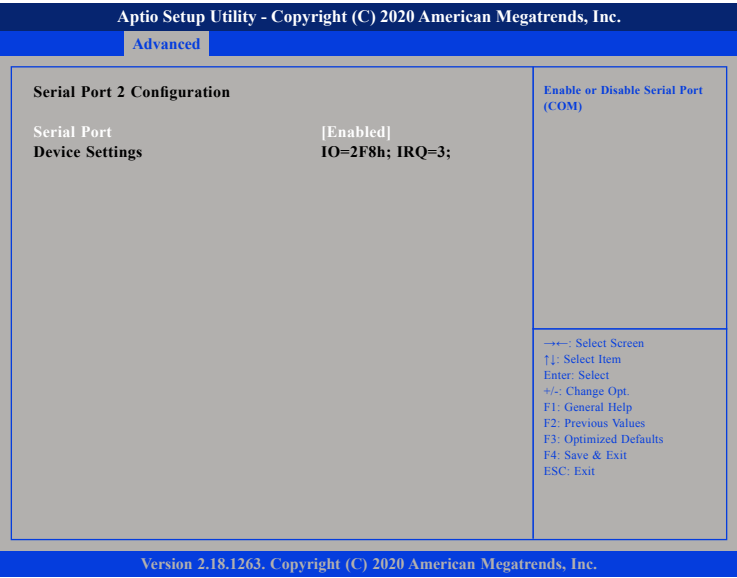 Aptio Setup Utility - Copyright (C) 2020 American Megatrends, Inc.
Advanced
Serial Port 2 Configuration
Serial Port [Enabled]
Device Settings IO=2F8h; IRQ=3;
Enable or Disable Serial Port
(COM)
→←: Select Screen
↑↓: Select Item
Enter: Select
+/-: Change Opt.
F1: General Help
F2: Previous Values
F3: Optimized Defaults
F4: Save & Exit
ESC: Exit
Version 2.18.1263. Copyright (C) 2020 American Megatrends, Inc.